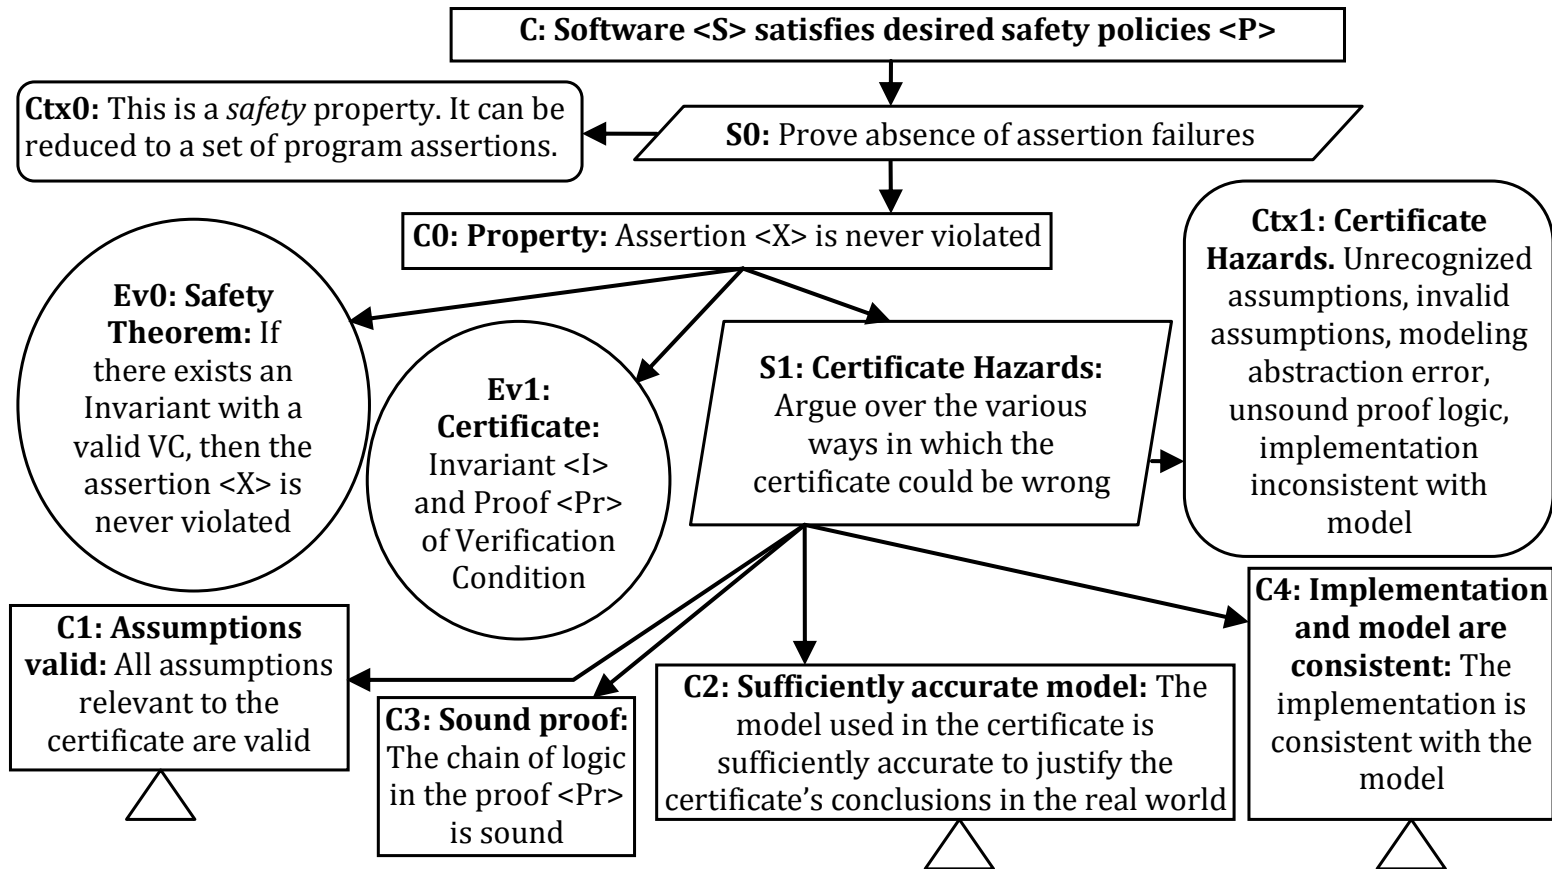 C: Software <S> satisfies desired safety policies <P>
Ctx0: This is a safety property. It can be
reduced to a set of program assertions.
S0: Prove absence of assertion failures
C0: Property: Assertion <X> is never violated
Ctx1: Certificate
Hazards. Unrecognized
assumptions, invalid
assumptions, modeling
abstraction error,
unsound proof logic,
implementation
inconsistent with
model
Ev0: Safety
Theorem: If
there exists an
Invariant with a
valid VC, then the
assertion <X> is
never violated
Ev1:
Certificate:
Invariant <I>
and Proof <Pr>
of Verification
Condition
S1: Certificate Hazards:
Argue over the various
ways in which the
certificate could be wrong
C1: Assumptions
valid: All assumptions
relevant to the
certificate are valid
C3: Sound proof:
The chain of logic
in the proof <Pr>
is sound
C2: Sufficiently accurate model: The
model used in the certificate is
sufficiently accurate to justify the
certificate's conclusions in the real world
C4: Implementation
and model are
consistent: The
implementation is
consistent with the
model